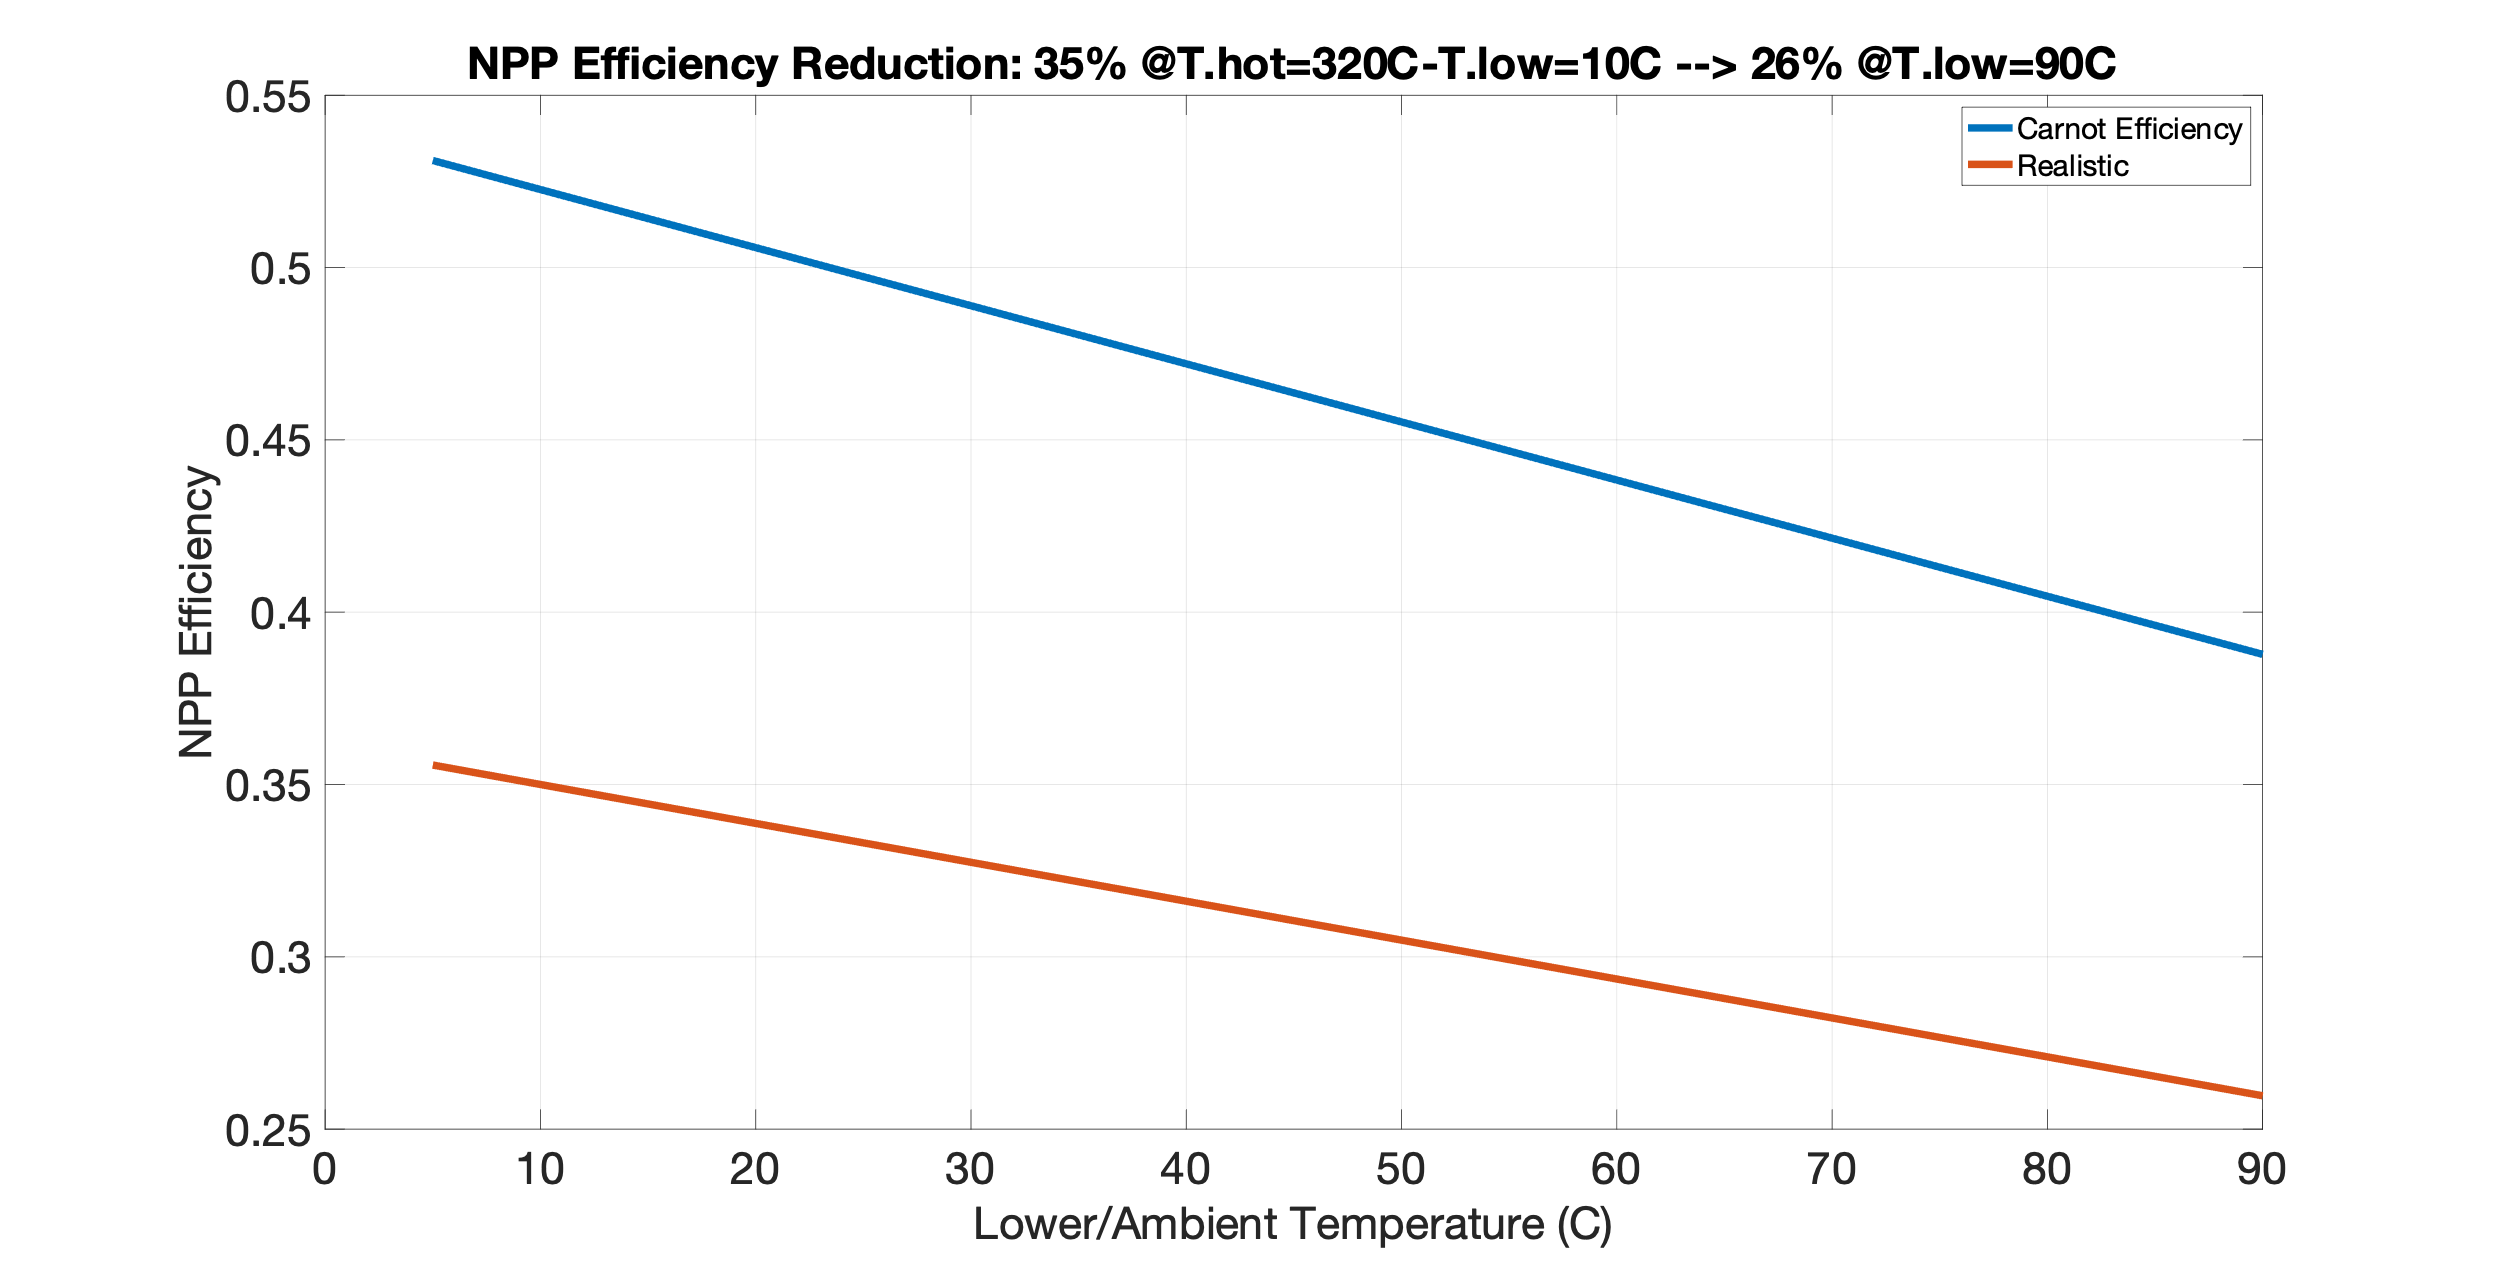 NPP Efficiency Reduction: 35% @T.hot=320C-T.low=10C --> 26% @T.low=90C
Carnot Efficiency
Realistic
NPP Efficiency
0.55
0.5
0.45
0.4
0.35
0.3
0.25
0 10 20 30 40 50 60 70 80 90
Lower/Ambient Temperature (C)